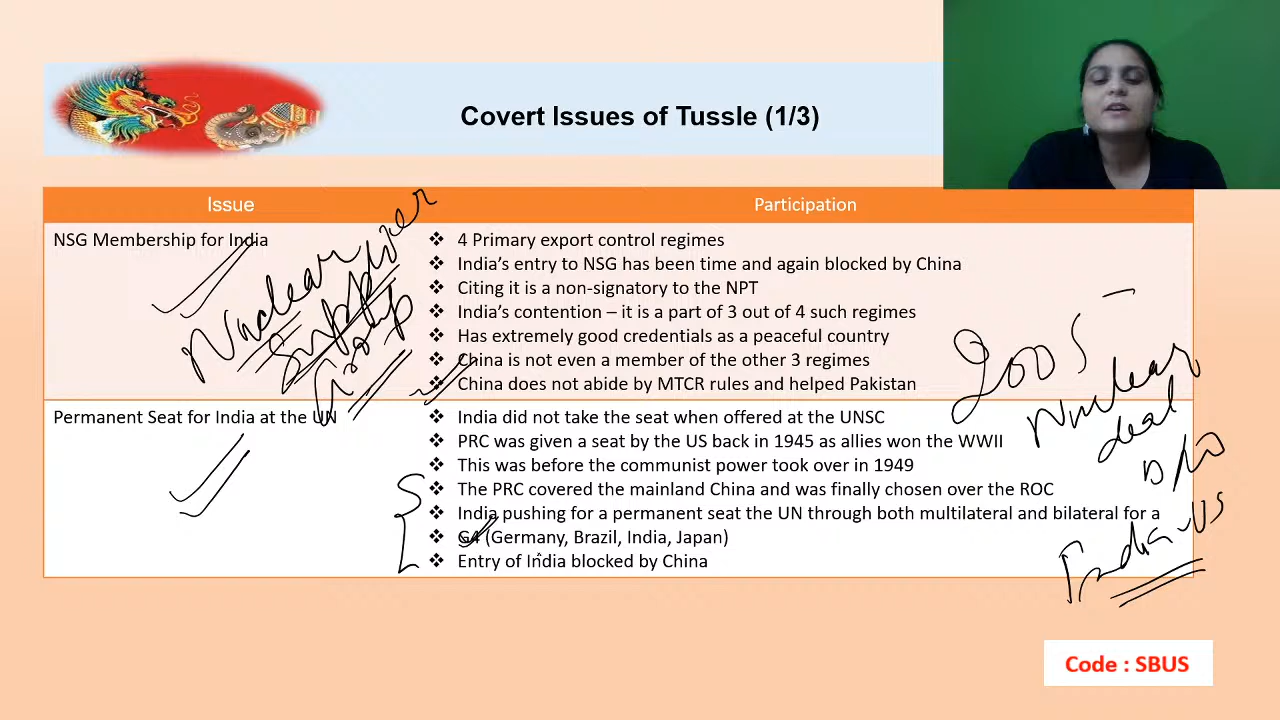 Covert Issues of Tussle (1/3)
Issue
Participation
NSG Membership for India
Nuclear
Supplier
Group
❖ 4 Primary export control regimes
❖ India’s entry to NSG has been time and again blocked by China
❖ Citing it is a non-signatory to the NPT
❖ India’s contention – it is a part of 3 out of 4 such regimes
❖ Has extremely good credentials as a peaceful country
❖ China is not even a member of the other 3 regimes
❖ China does not abide by MTCR rules and helped Pakistan
Permanent Seat for India at the UN
❖ India did not take the seat when offered at the UNSC
❖ PRC was given a seat by the US back in 1945 as allies won the WWII
❖ This was before the communist power took over in 1949
❖ The PRC covered the mainland China and was finally chosen over the ROC
❖ India pushing for a permanent seat the UN through both multilateral and bilateral for a
❖ G4 (Germany, Brazil, India, Japan)
❖ Entry of India blocked by China
2005
Nuclear
deal
b/w
India-US
Code : SBUS